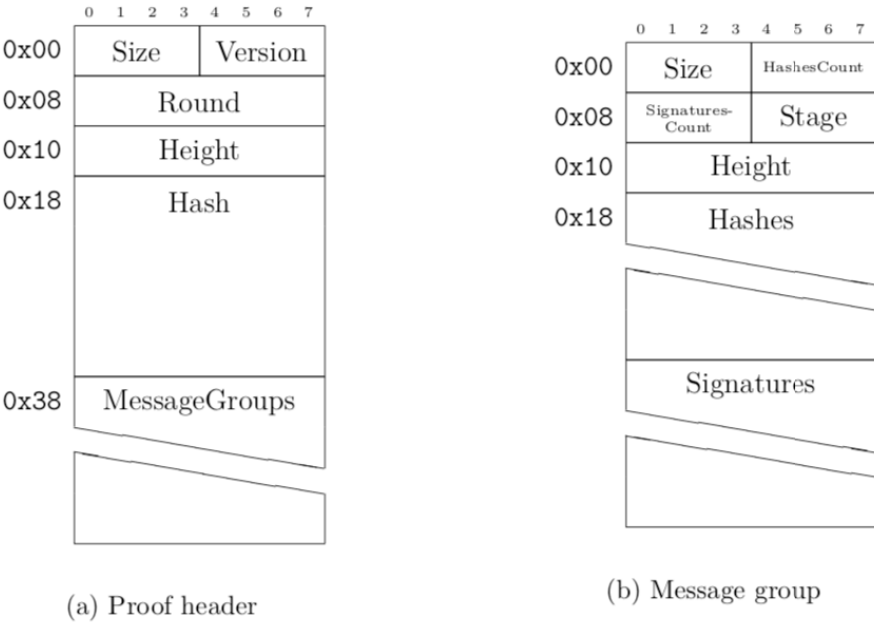 0 1 2 3 4 5 6 7
0x00 Size Version
0x08 Round
0x10 Height
0x18 Hash
0x38 MessageGroups
(a) Proof header
0 1 2 3 4 5 6 7
0x00 Size HashesCount
0x08 Signatures-
Count Stage
0x10 Height
0x18 Hashes
Signatures
(b) Message group